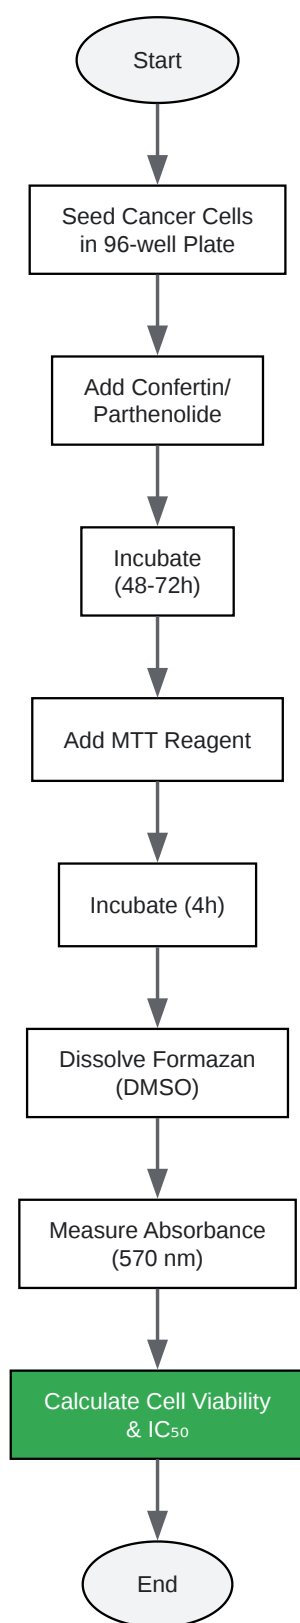 Start
Seed Cancer Cells
in 96-well Plate
Add Confertin/
Parthenolide
Incubate
(48-72h)
Add MTT Reagent
Incubate (4h)
Dissolve Formazan
(DMSO)
Measure Absorbance
(570 nm)
Calculate Cell Viability
& IC₅₀
End